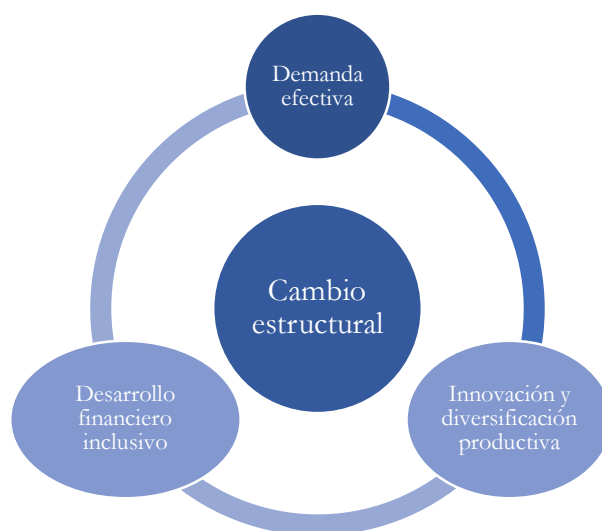 Demanda
efectiva
Cambio
estructural
Desarrollo
financiero
inclusivo
Innovación y
diversificación
productiva